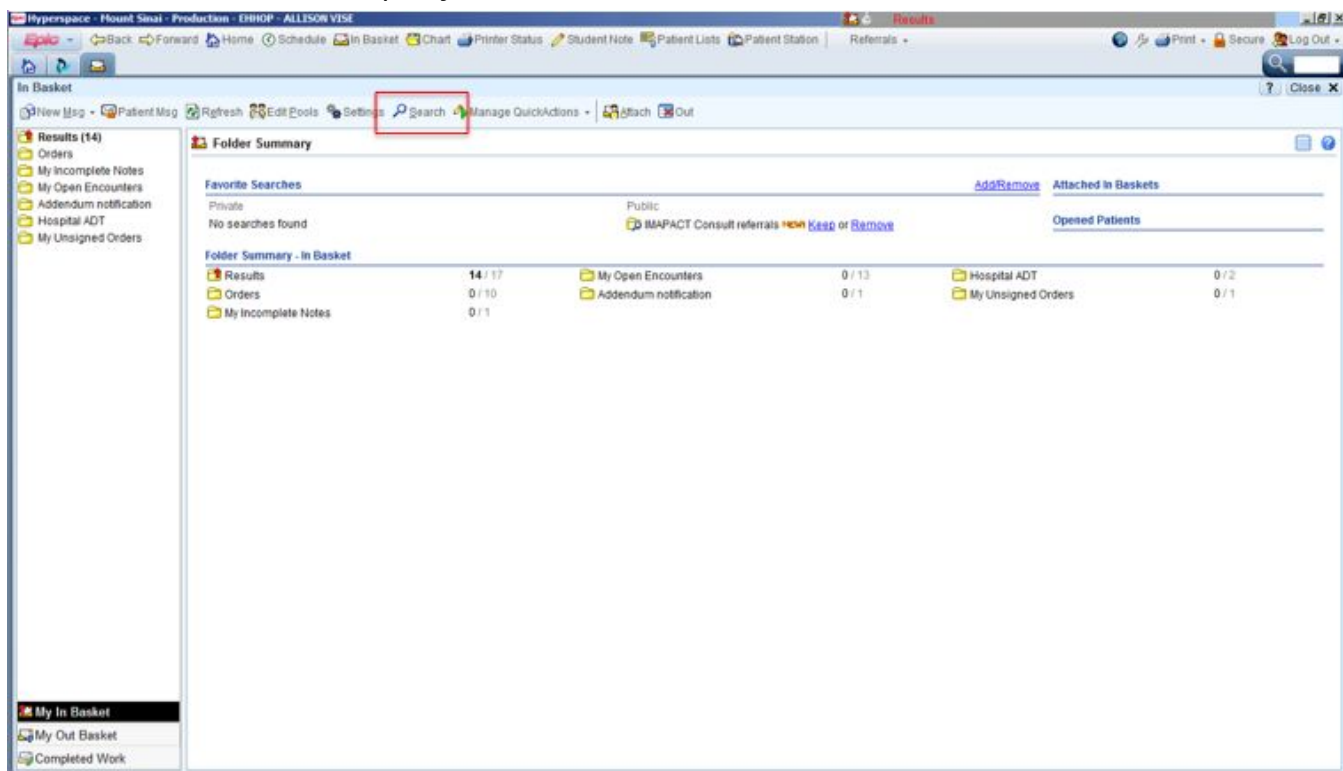 Hyperspace - Mount Sinai - Production - EHHOP - ALLISON VISE Results
Epic Back Forward Home Schedule In Basket Chart Printer Status Student Note Patient Lists Patient Station Referrals Print Secure Log Out
In Basket ? Close X
New Msg Patient Msg Refresh Edit Pools Settings Search Manage QuickActions Attach Out
Results (14)
Orders
My Incomplete Notes
My Open Encounters
Addendum notification
Hospital ADT
My Unsigned Orders
Folder Summary
Favorite Searches Add/Remove Attached In Baskets
Private Public
No searches found IMAPACT Consult referrals NEW! Keep or Remove Opened Patients
Folder Summary - In Basket
Results 14 / 17 My Open Encounters 0 / 13 Hospital ADT 0 / 2
Orders 0 / 10 Addendum notification 0 / 1 My Unsigned Orders 0 / 1
My Incomplete Notes 0 / 1
My In Basket
My Out Basket
Completed Work